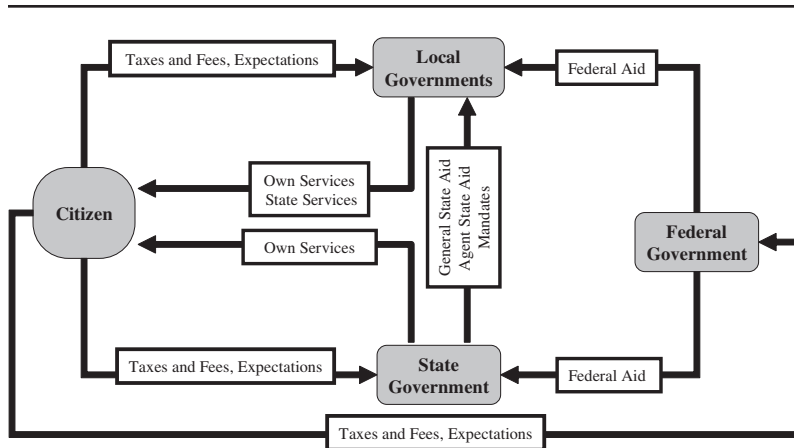 Taxes and Fees, Expectations
Local
Governments
Federal Aid
Own Services
State Services
General State Aid
Agent State Aid
Mandates
Citizen
Own Services
Federal
Government
Taxes and Fees, Expectations
State
Government
Federal Aid
Taxes and Fees, Expectations